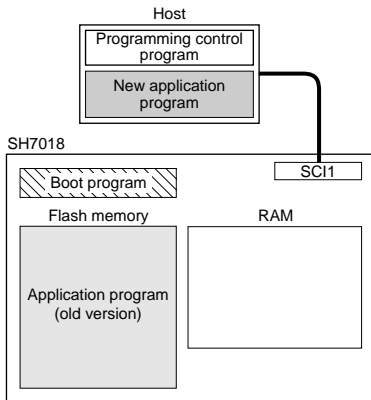 Host
Programming control
program
New application
program
SH7018
SCI1
Boot program
Flash memory
RAM
Application program
(old version)